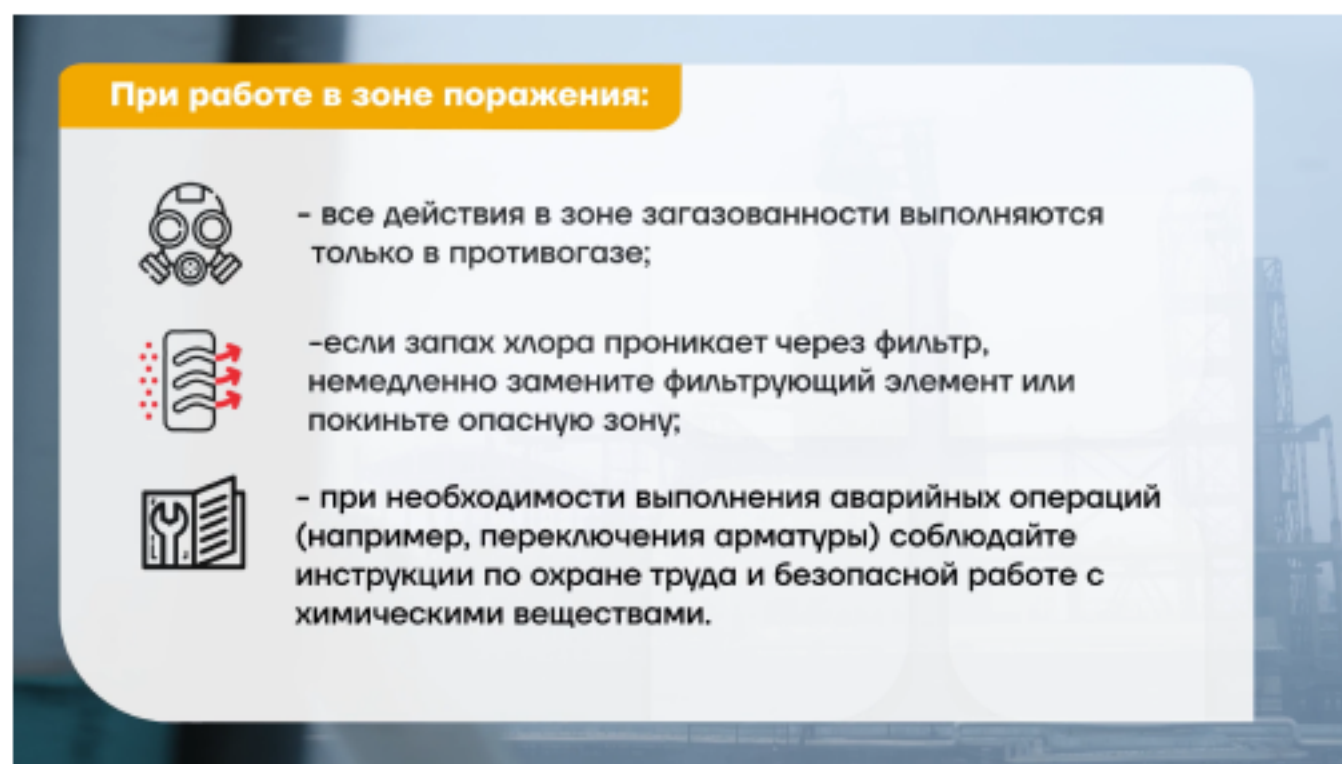 При работе в зоне поражения:
- все действия в зоне загазованности выполняются
только в противогазе;
-если запах хлора проникает через фильтр,
немедленно замените фильтрующий элемент или
покиньте опасную зону;
- при необходимости выполнения аварийных операций
(например, переключения арматуры) соблюдайте
инструкции по охране труда и безопасной работе с
химическими веществами.